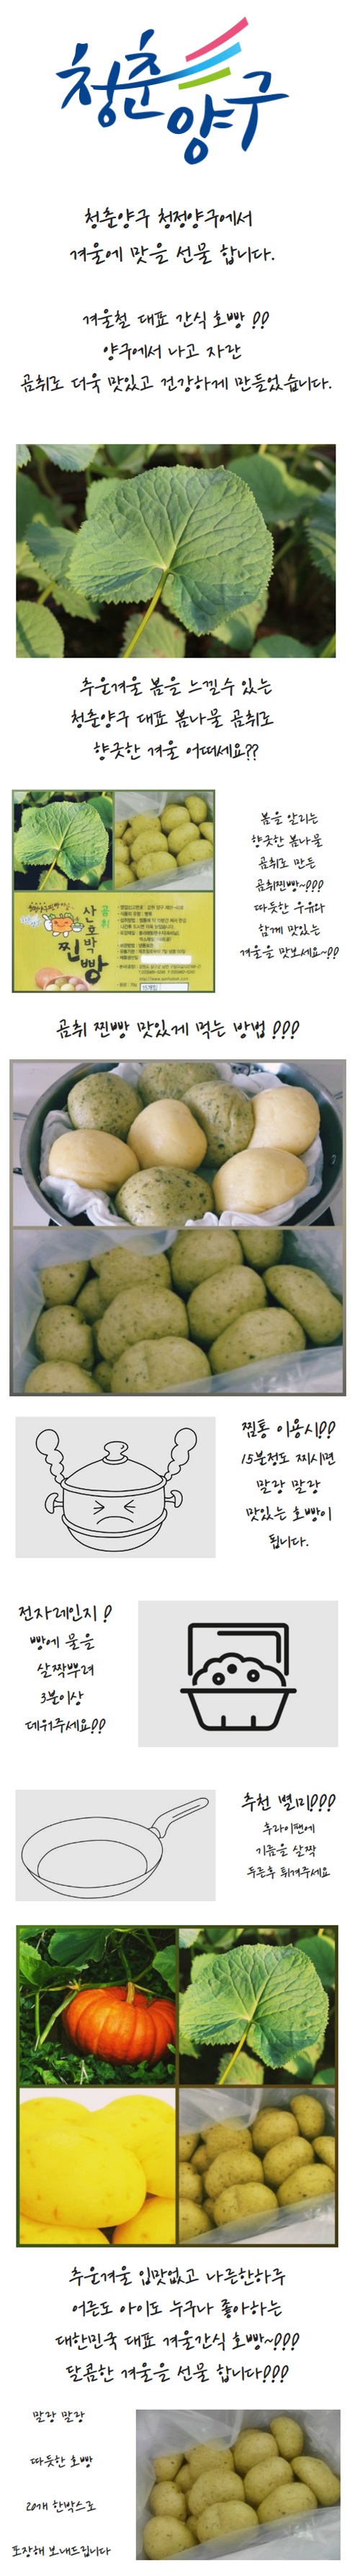 청춘양구
청춘양구 청정양구에서
겨울에 맛을 선물 합니다.
겨울철 대표 간식 호빵 !!
양구에서 나고 자란
곰취로 더욱 맛있고 건강하게 만들었습니다.
추운겨울 봄을 느낄수 있는
청춘양구 대표 봄나물 곰취로
향긋한 겨울 어떠세요??
산호박
곰취
찐빵
봄을 알리는
향긋한 봄나물
곰취로 만든
곰취찐빵~!!!
따듯한 우유와
함께 맛있는
겨울을 맛보세요~!!
곰취 찐빵 맛있게 먹는 방법 !!!
찜통 이용시!!
15분정도 찌시면
말랑 말랑
맛있는 호빵이
됩니다.
전자레인지 !
빵에 물을
살짝뿌려
3분이상
데워주세요!!
추천 별미!!!
후라이팬에
기름을 살짝
두른후 튀겨주세요
추운겨울 입맛없고 나른한하루
어른도 아이도 누구나 좋아하는
대한민국 대표 겨울간식 호빵~!!!
달콤한 겨울을 선물 합니다!!!
말랑 말랑
따듯한 호빵
20개 한박스로
포장해 보내드립니다